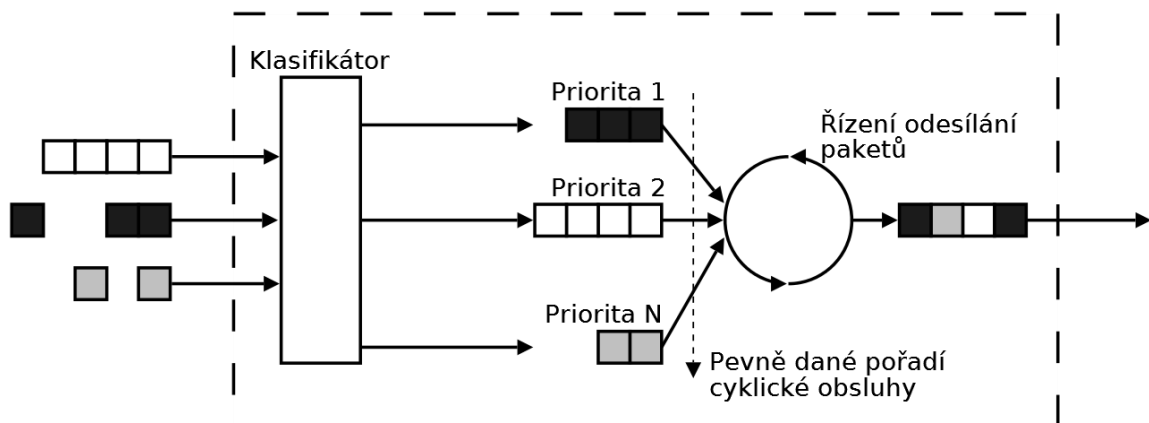 Klasifikátor
Priorita 1
Řízení odesílání
paketů
Priorita 2
Priorita N
Pevně dané pořadí
cyklické obsluhy